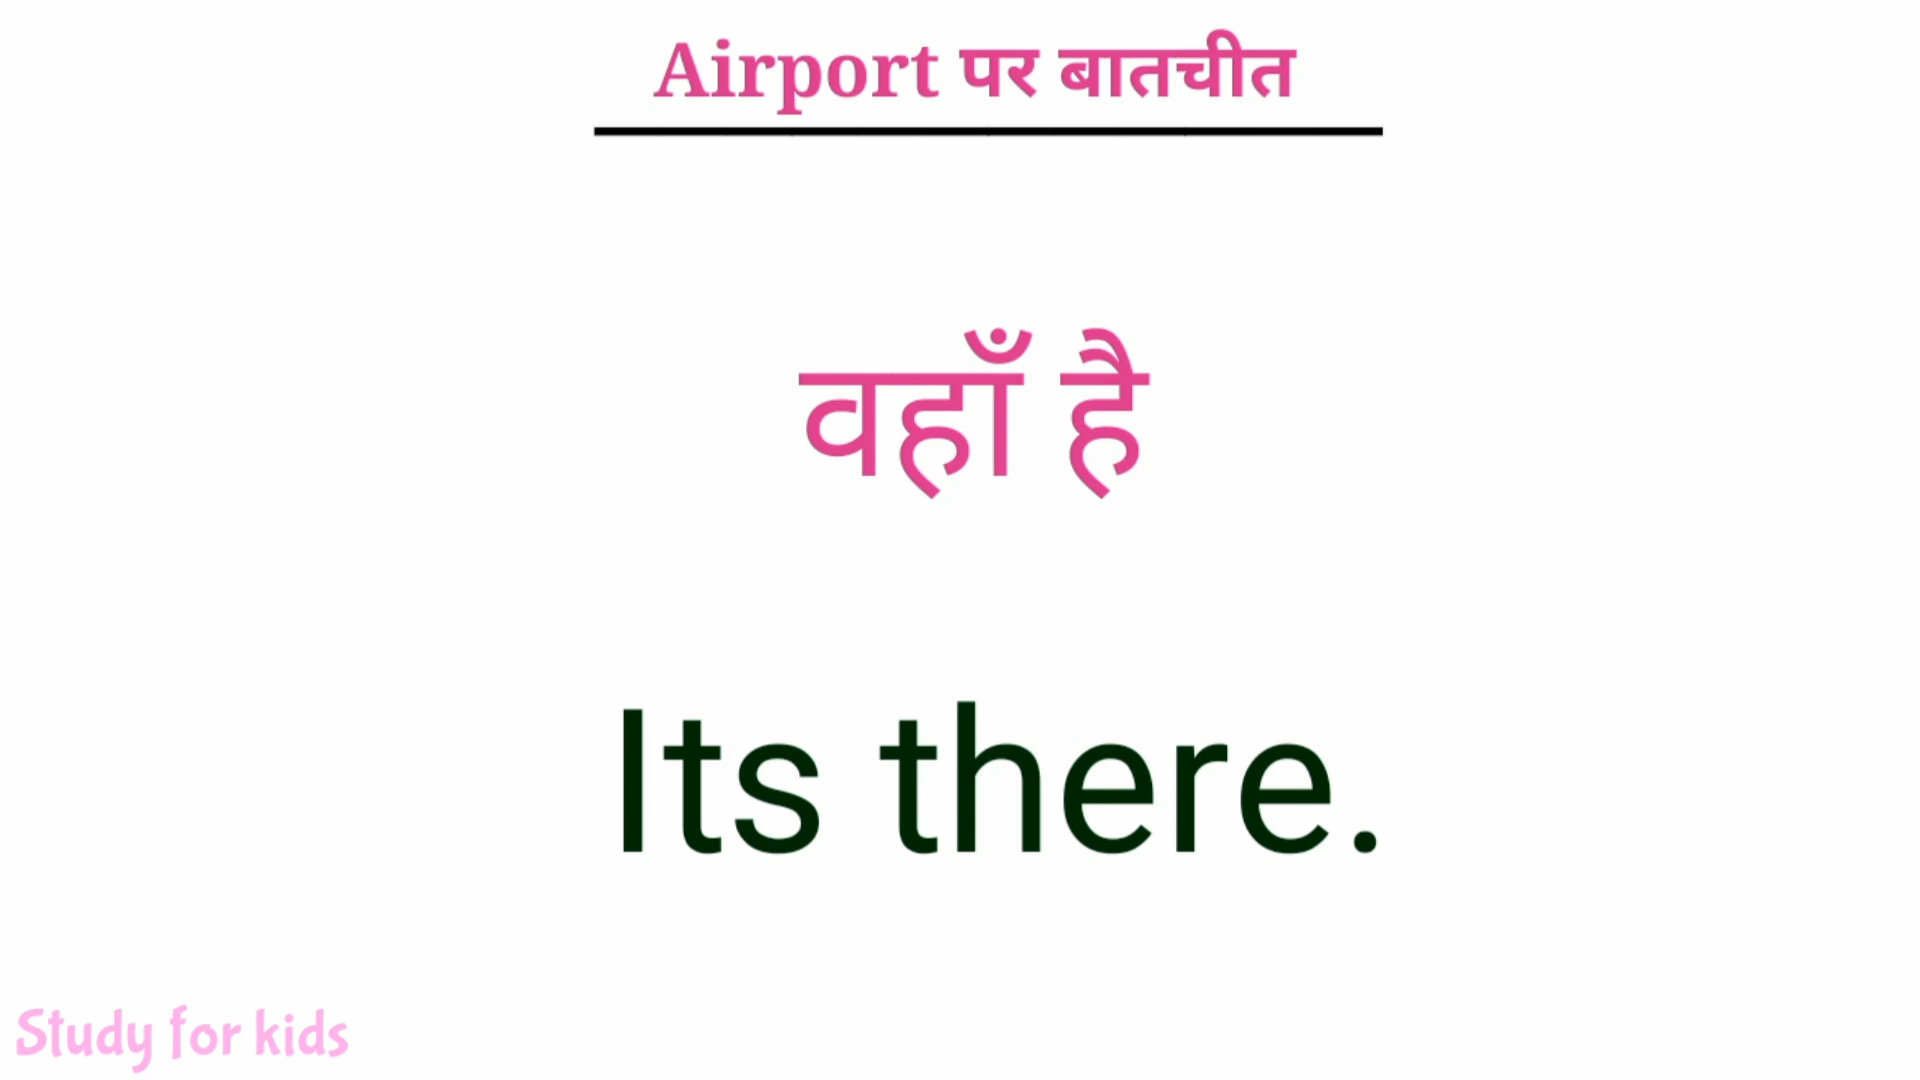 Airport पर बातचीत
वहाँ है
Its there.
Study for kids